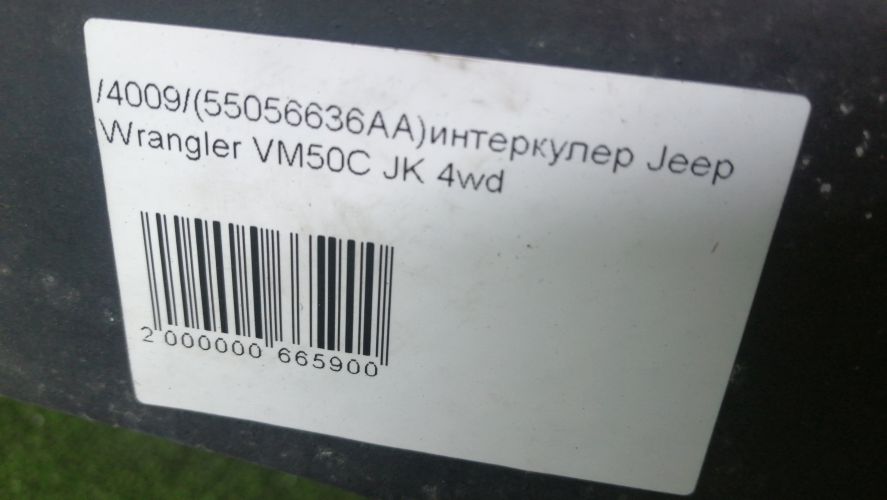 /4009/(55056636AA)интеркулер Jeep
Wrangler VM50C JK 4wd
2 000000 665900